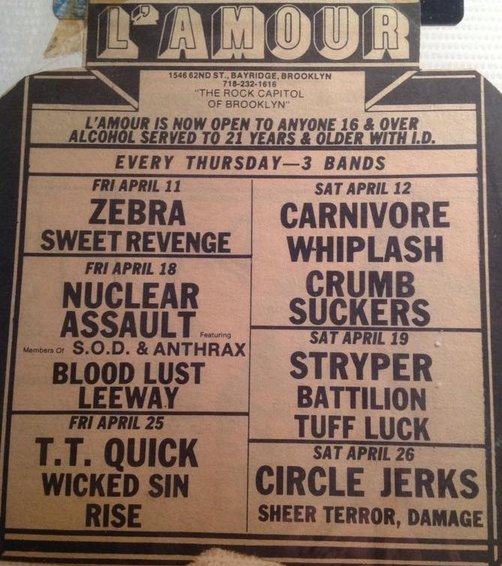 L'AMOUR
1546 62ND ST., BAYRIDGE, BROOKLYN
718-232-1616
"THE ROCK CAPITOL
OF BROOKLYN"
L'AMOUR IS NOW OPEN TO ANYONE 16 & OVER
ALCOHOL SERVED TO 21 YEARS & OLDER WITH I.D.
EVERY THURSDAY—3 BANDS
FRI APRIL 11
ZEBRA
SWEET REVENGE
FRI APRIL 18
NUCLEAR
ASSAULT Featuring
Members Of S.O.D. & ANTHRAX
BLOOD LUST
LEEWAY
FRI APRIL 25
T.T. QUICK
WICKED SIN
RISE
SAT APRIL 12
CARNIVORE
WHIPLASH
CRUMB
SUCKERS
SAT APRIL 19
STRYPER
BATTILION
TUFF LUCK
SAT APRIL 26
CIRCLE JERKS
SHEER TERROR, DAMAGE